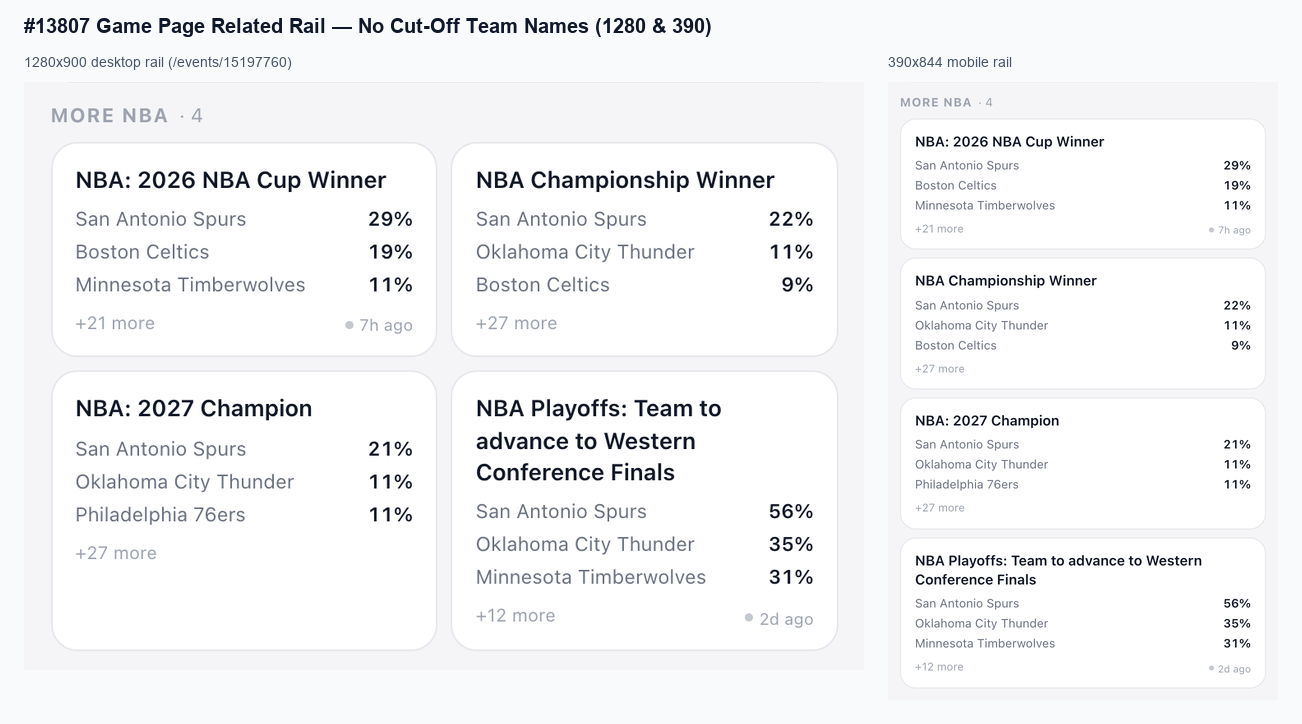 #13807 Game Page Related Rail — No Cut-Off Team Names (1280 & 390)
1280x900 desktop rail (/events/15197760)
MORE NBA · 4
NBA: 2026 NBA Cup Winner
San Antonio Spurs 29%
Boston Celtics 19%
Minnesota Timberwolves 11%
+21 more 7h ago
NBA Championship Winner
San Antonio Spurs 22%
Oklahoma City Thunder 11%
Boston Celtics 9%
+27 more
NBA: 2027 Champion
San Antonio Spurs 21%
Oklahoma City Thunder 11%
Philadelphia 76ers 11%
+27 more
NBA Playoffs: Team to
advance to Western
Conference Finals
San Antonio Spurs 56%
Oklahoma City Thunder 35%
Minnesota Timberwolves 31%
+12 more 2d ago
390x844 mobile rail
MORE NBA · 4
NBA: 2026 NBA Cup Winner
San Antonio Spurs 29%
Boston Celtics 19%
Minnesota Timberwolves 11%
+21 more 7h ago
NBA Championship Winner
San Antonio Spurs 22%
Oklahoma City Thunder 11%
Boston Celtics 9%
+27 more
NBA: 2027 Champion
San Antonio Spurs 21%
Oklahoma City Thunder 11%
Philadelphia 76ers 11%
+27 more
NBA Playoffs: Team to advance to Western
Conference Finals
San Antonio Spurs 56%
Oklahoma City Thunder 35%
Minnesota Timberwolves 31%
+12 more 2d ago